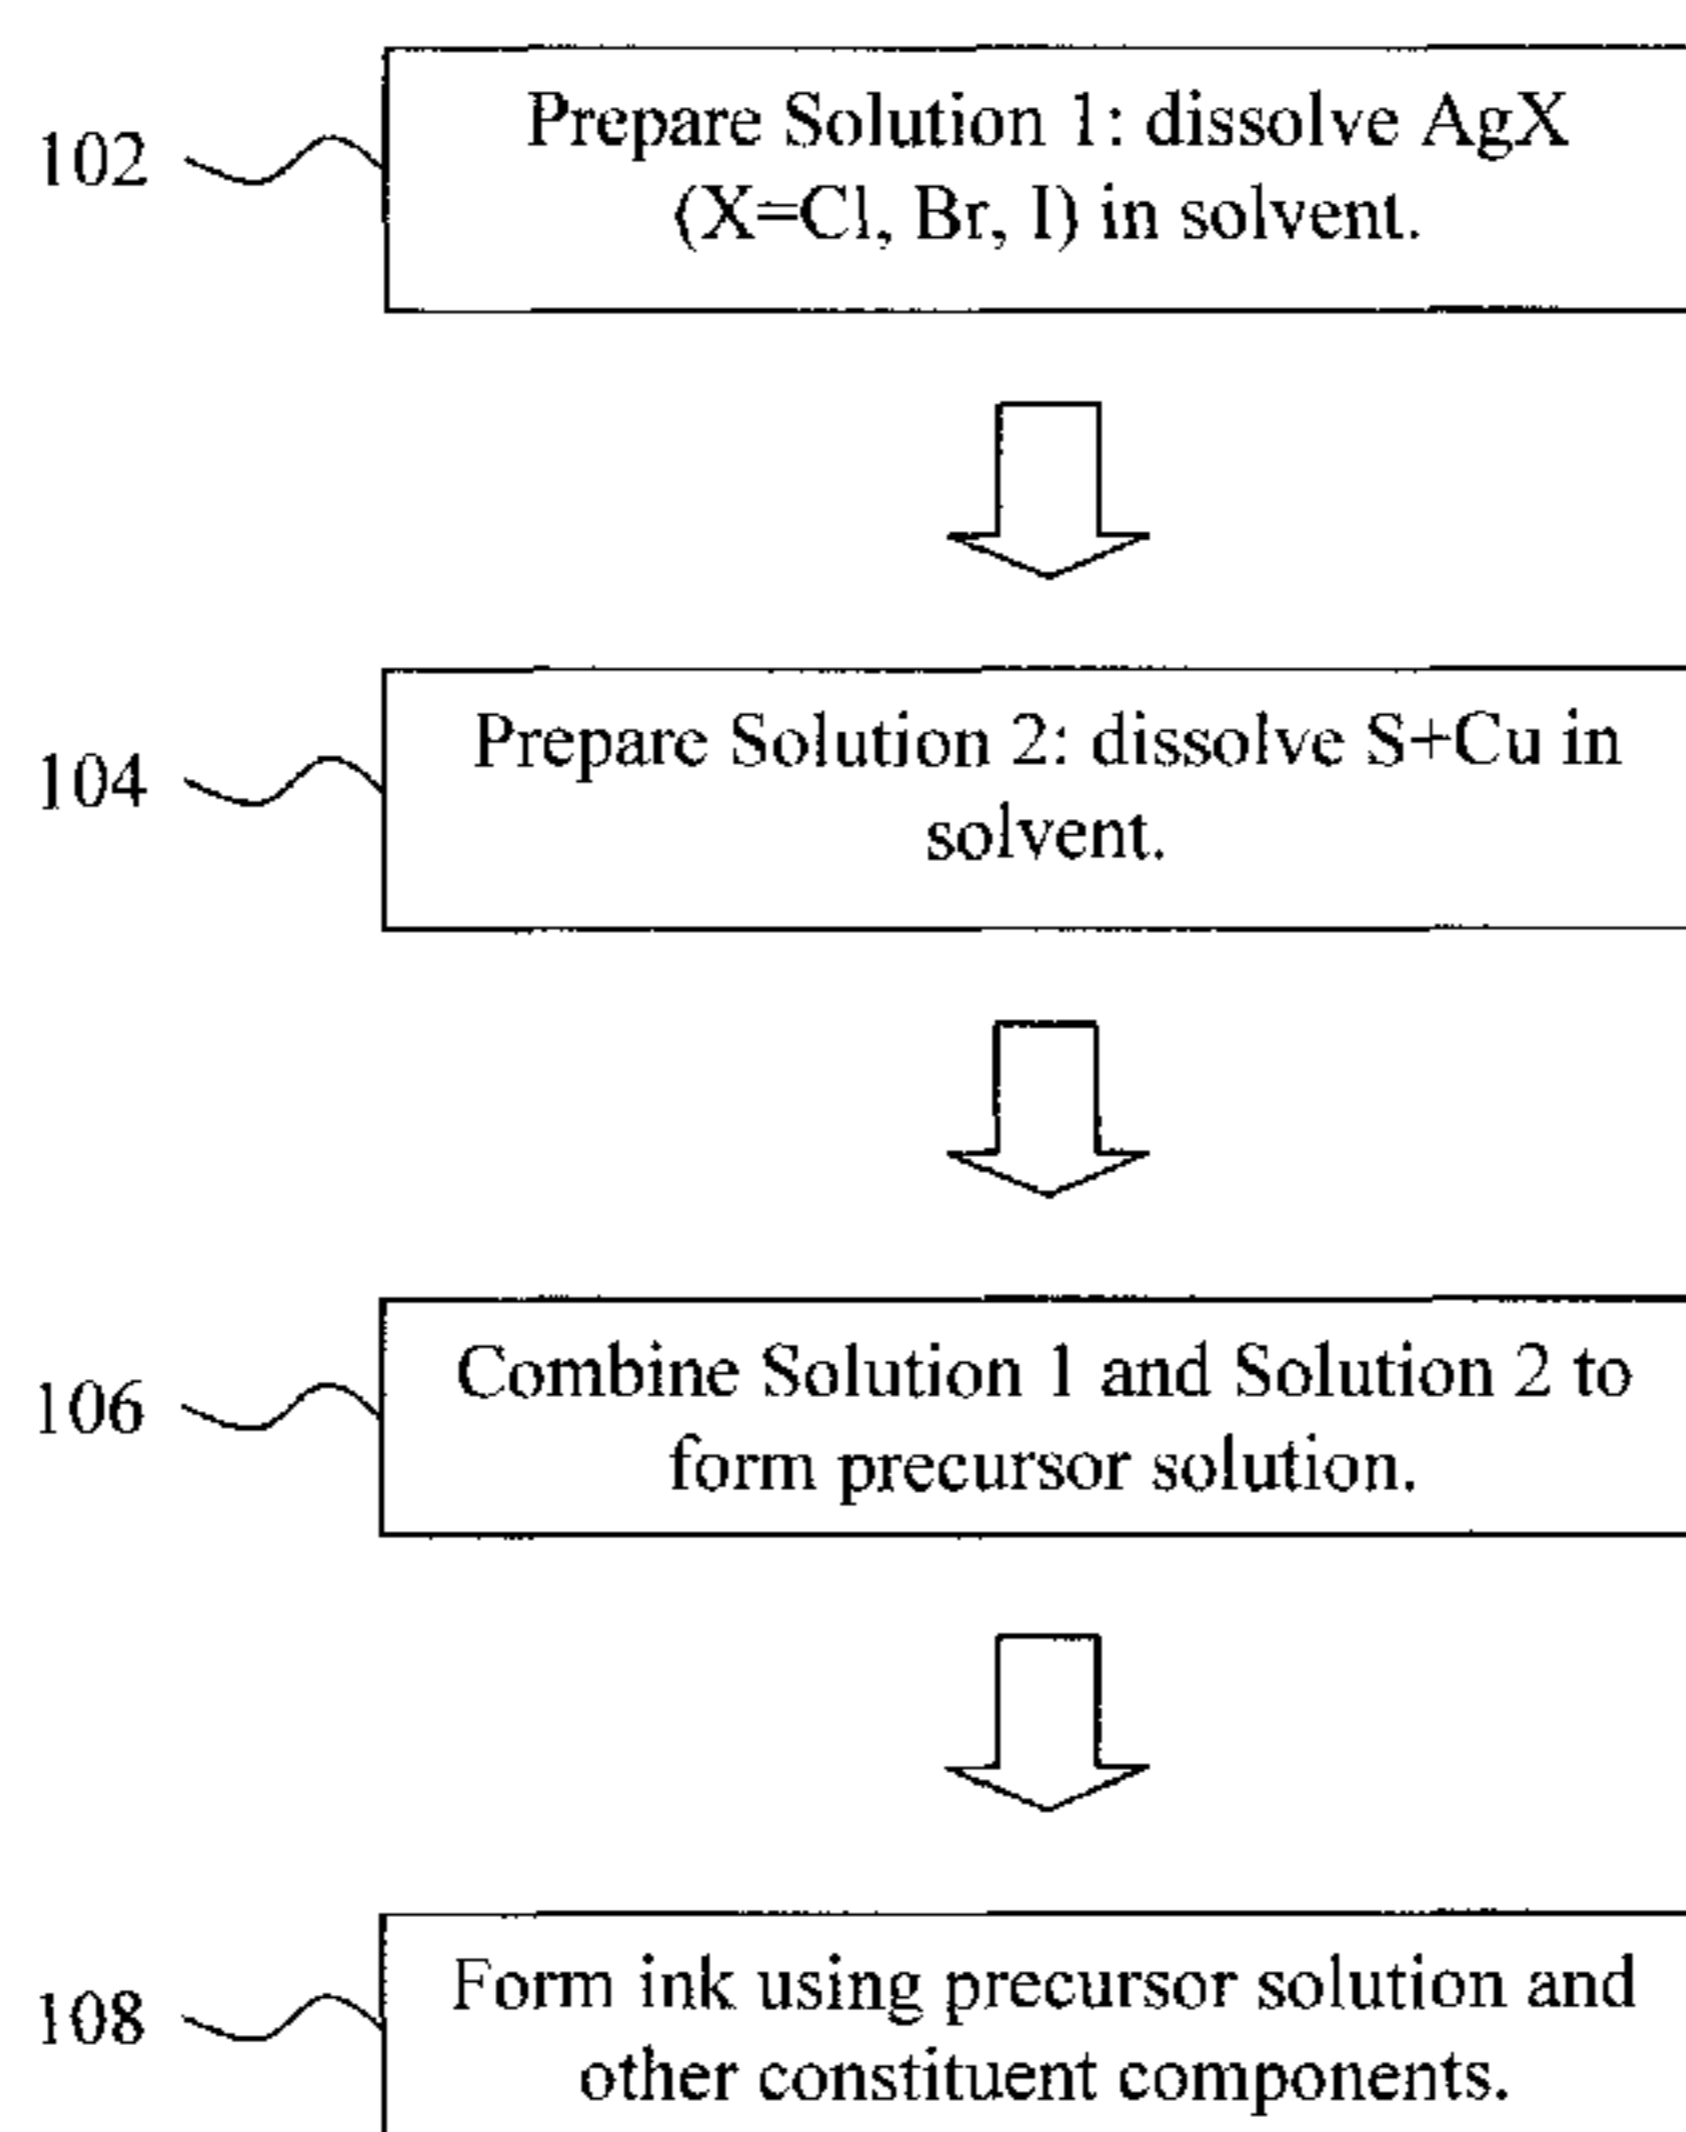 102
Prepare Solution 1: dissolve AgX
(X=Cl, Br, I) in solvent.
104
Prepare Solution 2: dissolve S+Cu in
solvent.
106
Combine Solution 1 and Solution 2 to
form precursor solution.
108
Form ink using precursor solution and
other constituent components.